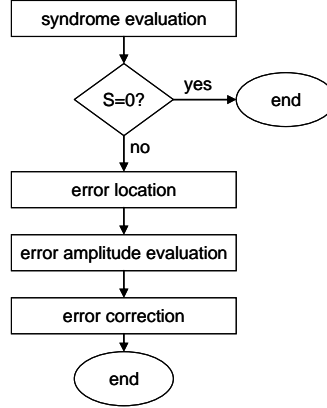 syndrome evaluation
S=0?
yes
end
no
error location
error amplitude evaluation
error correction
end